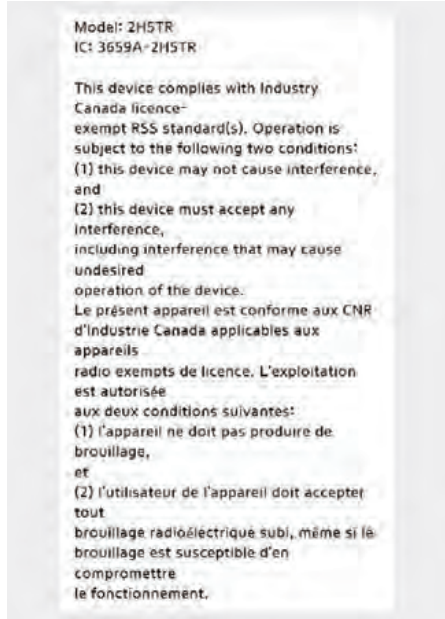 Model: 2H5TR
IC: 3659A-2H5TR
This device complies with Industry
Canada licence-
exempt RSS standard(s). Operation is
subject to the following two conditions:
(1) this device may not cause interference,
and
(2) this device must accept any
interference,
including interference that may cause
undesired
operation of the device.
Le présent appareil est conforme aux CNR
d'Industrie Canada applicables aux
appareils
radio exempts de licence. L'exploitation
est autorisée
aux deux conditions suivantes:
(1) l'appareil ne doit pas produire de
brouillage,
et
(2) l'utilisateur de l'appareil doit accepter
tout
brouillage radioélectrique subi, même si le
brouillage est susceptible d'en
compromettre
le fonctionnement.